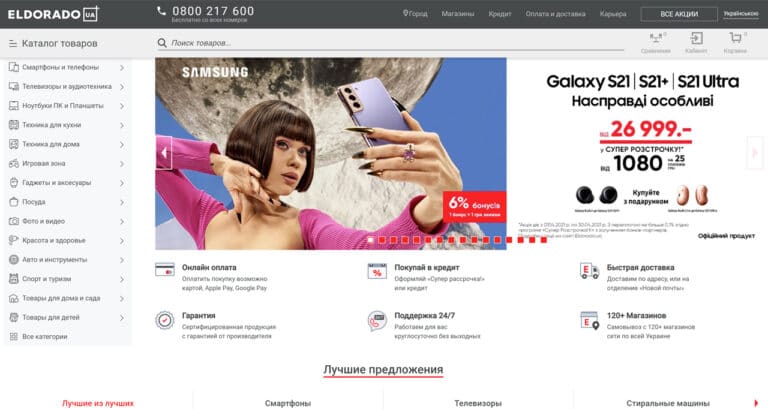 ELDORADO UA
0800 217 600
Бесплатно со всех номеров
Город
Магазины
Кредит
Оплата и доставка
Карьера
ВСЕ АКЦИИ
Українською
Каталог товаров
Поиск товаров...
0
Сравнения
Кабинет
0
Корзина
Смартфоны и телефоны
Телевизоры и аудиотехника
Ноутбуки ПК и Планшеты
Техника для кухни
Техника для дома
Игровая зона
Гаджеты и аксесуары
Посуда
Фото и видео
Красота и здоровье
Авто и инструменты
Спорт и туризм
Товары для дома и сада
Товары для детей
Все категории
SAMSUNG
6%
бонусів
1 бонус = 1 грн знижки
Galaxy S21 | S21+ | S21 Ultra
Насправді особливі
ВІД 26 999.–
у СУПЕР РОЗСТРОЧКУ!*
ВІД 1080 НА 25
Купуйте
з подарунком
Офіційний продукт
Онлайн оплата
Оплатить покупку возможно
картой, Apple Pay, Google Pay
Покупай в кредит
Оформляй «Супер рассрочка!»
или кредит
Быстрая доставка
Доставим по адресу, или на
отделение «Новой почты»
Гарантия
Сертифицированная продукция
с гарантией от производителя
Поддержка 24/7
Работаем для вас
круглосуточно без выходных
120+ Магазинов
Самовывоз с 120+ магазинов
сети по всей Украине
Лучшие предложения
Лучшие из лучших
Смартфоны
Телевизоры
Стиральные машины